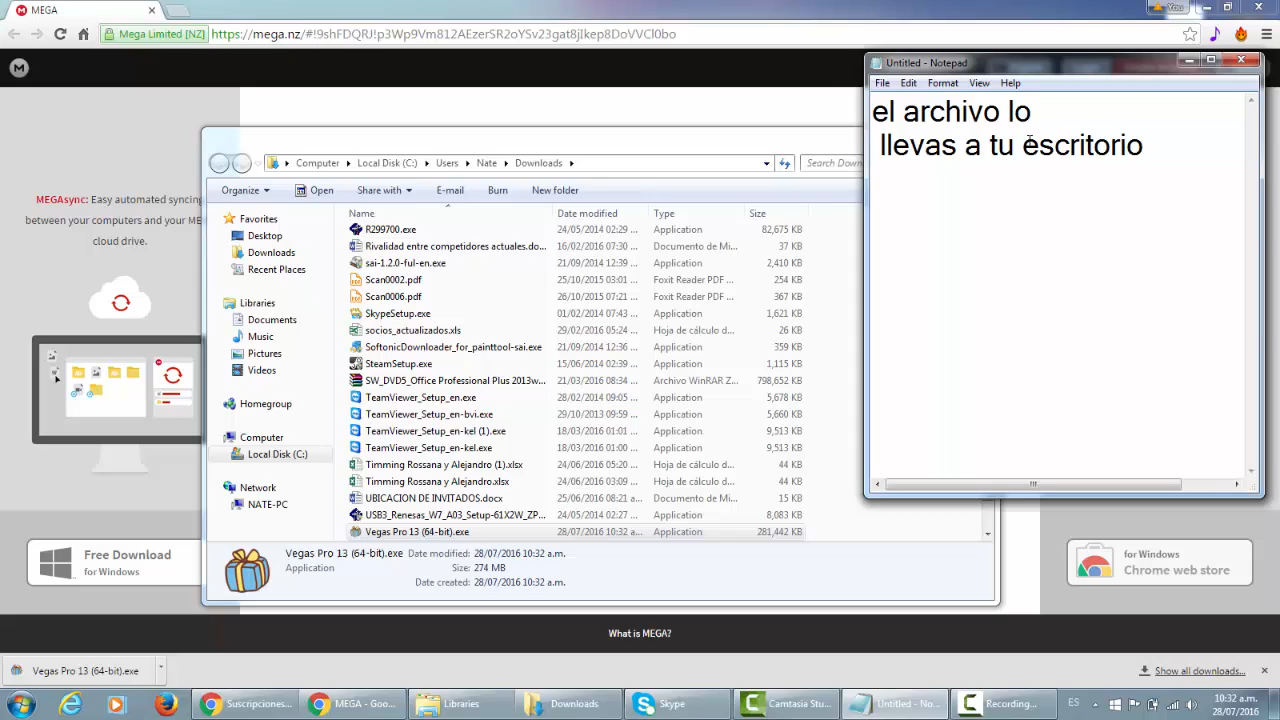 MEGA
You
Mega Limited [NZ]
https://mega.nz/#!9shFDQRJ!p3Wp9Vm812AEzerSR2oYSv23gaf8jIkep8DoVVCl0bo
M
Untitled - Notepad
File Edit Format View Help
el archivo lo
llevas a tu escritorio
Computer Local Disk (C:) Users Nate Downloads
Search Down
Organize Open Share with E-mail Burn New folder
MEGAsync: Easy automated syncing
between your computers and your ME
cloud drive.
Favorites
Desktop
Downloads
Recent Places
Libraries
Documents
Music
Pictures
Videos
Homegroup
Computer
Local Disk (C:)
Network
NATE-PC
Name Date modified Type Size
R299700.exe 24/05/2014 02:29 ... Application 82,675 KB
Rivalidad entre competidores actuales.do... 16/02/2016 07:30 ... Documento de Mi... 37 KB
sai-1.2.0-ful-en.exe 21/09/2014 12:39 ... Application 2,410 KB
Scan0002.pdf 25/10/2015 03:01 ... Foxit Reader PDF ... 254 KB
Scan0006.pdf 26/10/2015 07:21 ... Foxit Reader PDF ... 367 KB
SkypeSetup.exe 01/02/2014 07:43 ... Application 1,621 KB
socios_actualizados.xls 29/02/2016 05:24 ... Hoja de cálculo d... 26 KB
SoftonicDownloader_for_painttool-sai.exe 21/09/2014 12:36 ... Application 359 KB
SteamSetup.exe 15/06/2014 02:39 ... Application 1,115 KB
SW_DVD5_Office Professional Plus 2013w... 21/03/2016 08:34 ... Archivo WinRAR Z... 798,652 KB
TeamViewer_Setup_en.exe 28/02/2014 09:05 ... Application 5,678 KB
TeamViewer_Setup_en-bvi.exe 29/10/2013 09:59 ... Application 5,660 KB
TeamViewer_Setup_en-kel (1).exe 18/03/2016 01:01 ... Application 9,513 KB
TeamViewer_Setup_en-kel.exe 18/03/2016 01:00 ... Application 9,513 KB
Timming Rossana y Alejandro (1).xlsx 24/06/2016 05:20 ... Hoja de cálculo d... 44 KB
Timming Rossana y Alejandro.xlsx 24/06/2016 03:09 ... Hoja de cálculo d... 44 KB
UBICACION DE INVITADOS.docx 25/06/2016 08:21 a... Documento de Mi... 15 KB
USB3_Renesas_W7_A03_Setup-61X2W_ZP... 24/05/2014 02:27 ... Application 8,083 KB
Vegas Pro 13 (64-bit).exe 28/07/2016 10:32 a... Application 281,442 KB
Vegas Pro 13 (64-bit).exe Date modified: 28/07/2016 10:32 a.m.
Application Size: 274 MB
Date created: 28/07/2016 10:32 a.m.
Free Download
for Windows
for Windows
Chrome web store
What is MEGA?
Vegas Pro 13 (64-bit).exe
Show all downloads...
Suscripciones... MEGA - Goo... Libraries Downloads Skype Camtasia Stu... Untitled - No... Recording... ES
10:32 a.m.
28/07/2016